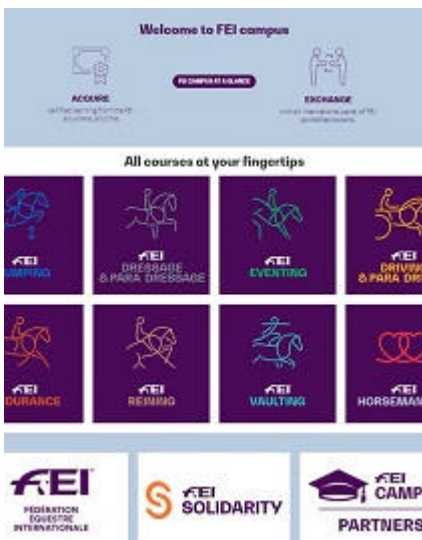 Welcome to FEI campus
FEI CAMPUS AT A GLANCE
ACQUIRE
EXCHANGE
All courses at your fingertips
FEI
UMPING
FEI
DRESSAGE
& PARA DRESSAGE
FEI
EVENTING
FEI
DRIVING
& PARA DRI
FEI
DURANCE
FEI
REINING
FEI
VAULTING
FEI
HORSEMAN
FEI
FÉDÉRATION
EQUESTRE
INTERNATIONALE
FEI
SOLIDARITY
FEI
CAMP
PARTNERS